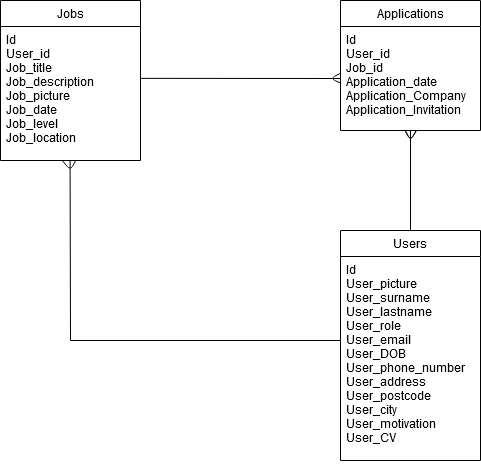 Jobs
Id
User_id
Job_title
Job_description
Job_picture
Job_date
Job_level
Job_location
Applications
Id
User_id
Job_id
Application_date
Application_Company
Application_Invitation
Users
Id
User_picture
User_surname
User_lastname
User_role
User_email
User_DOB
User_phone_number
User_address
User_postcode
User_city
User_motivation
User_CV